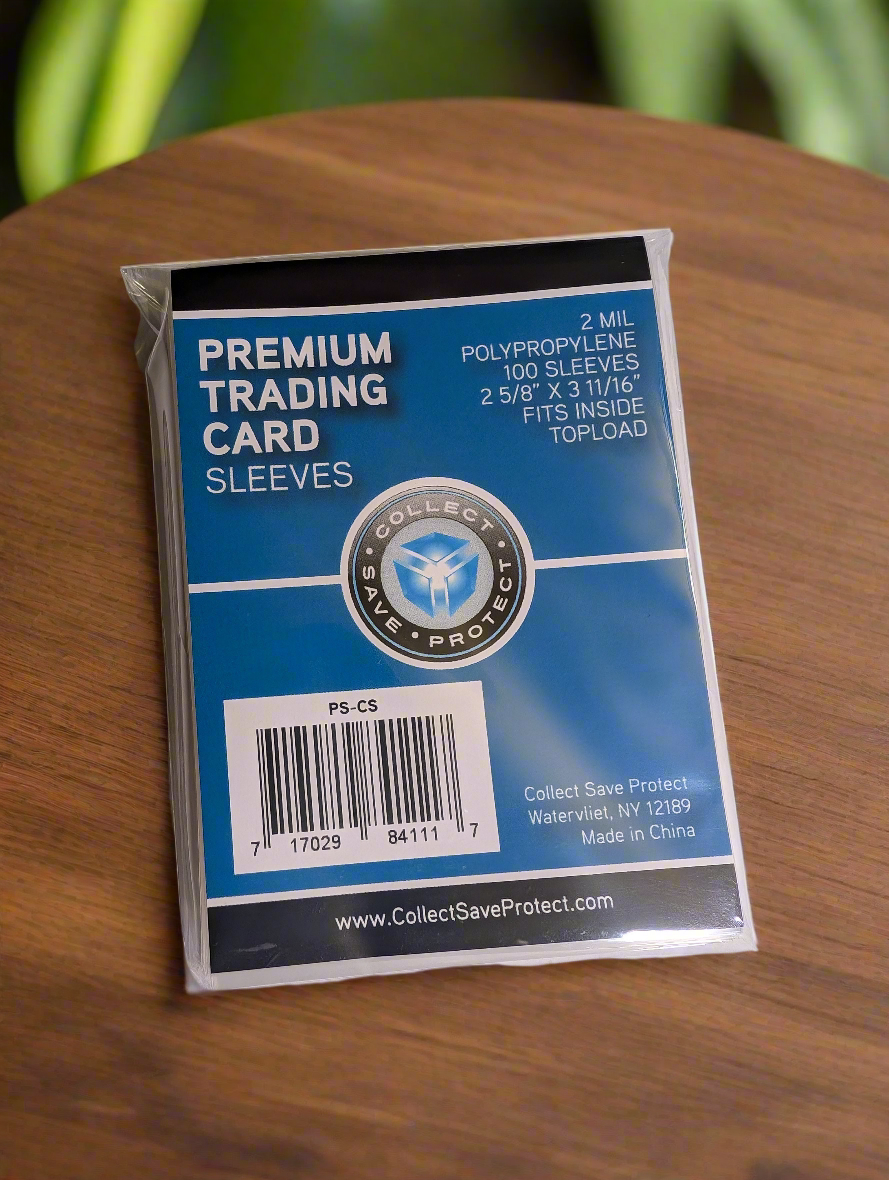 PREMIUM
TRADING
CARD
SLEEVES
2 MIL
POLYPROPYLENE
100 SLEEVES
2 5/8" X 3 11/16"
FITS INSIDE
TOPLOAD
COLLECT • SAVE • PROTECT •
PS-CS
7 17029 84111 7
Collect Save Protect
Watervliet, NY 12189
Made in China
www.CollectSaveProtect.com